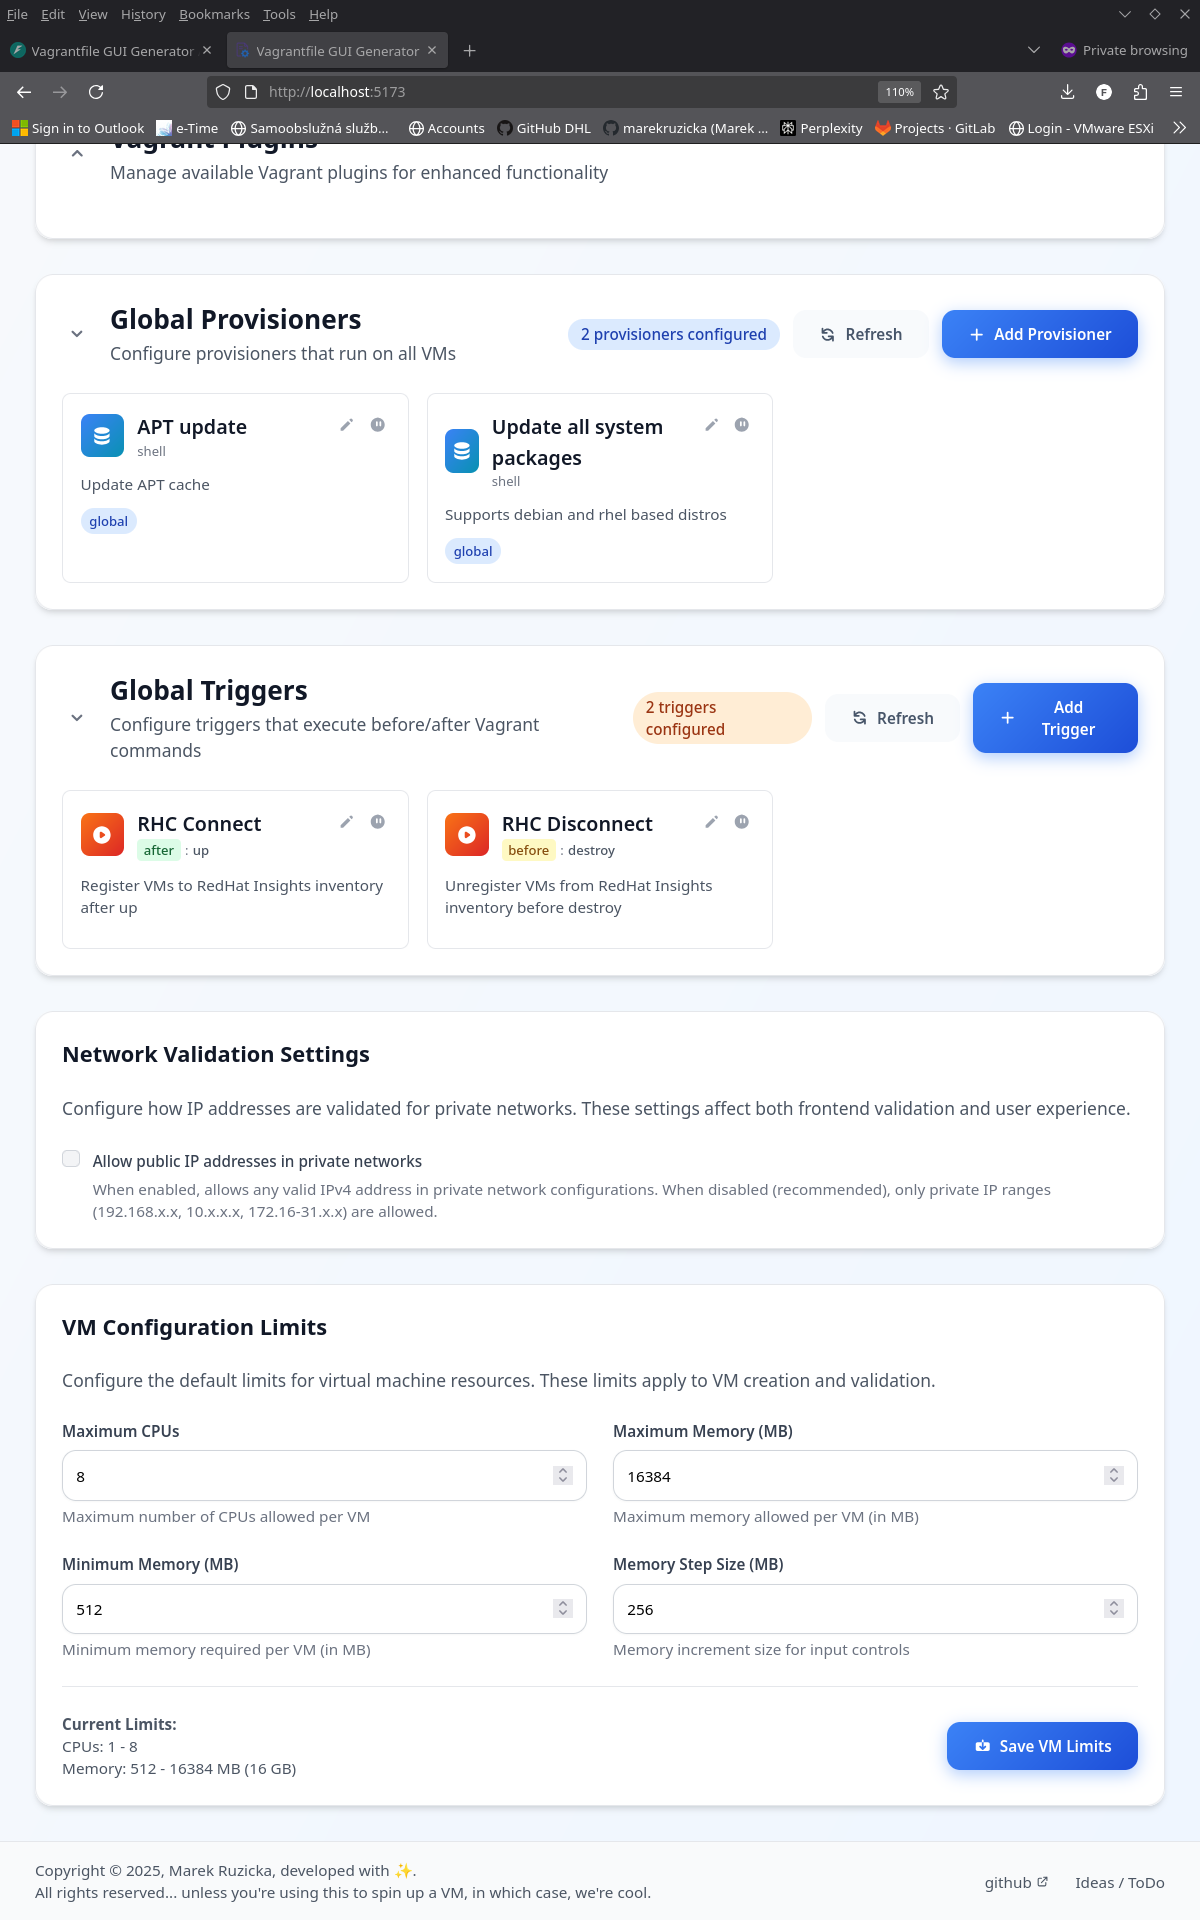 File Edit View History Bookmarks Tools Help
Vagrantfile GUI Generator
Vagrantfile GUI Generator
Private browsing
http://localhost:5173
110%
F
Sign in to Outlook
e-Time
Samoobslužná služb...
Accounts
GitHub DHL
marekruzicka (Marek ...
Perplexity
Projects · GitLab
Login - VMware ESXi
Vagrant Plugins
Manage available Vagrant plugins for enhanced functionality
Global Provisioners
Configure provisioners that run on all VMs
2 provisioners configured
Refresh
Add Provisioner
APT update
shell
Update APT cache
global
Update all system
packages
shell
Supports debian and rhel based distros
global
Global Triggers
Configure triggers that execute before/after Vagrant
commands
2 triggers
configured
Refresh
Add
Trigger
RHC Connect
after : up
Register VMs to RedHat Insights inventory
after up
RHC Disconnect
before : destroy
Unregister VMs from RedHat Insights
inventory before destroy
Network Validation Settings
Configure how IP addresses are validated for private networks. These settings affect both frontend validation and user experience.
Allow public IP addresses in private networks
When enabled, allows any valid IPv4 address in private network configurations. When disabled (recommended), only private IP ranges
(192.168.x.x, 10.x.x.x, 172.16-31.x.x) are allowed.
VM Configuration Limits
Configure the default limits for virtual machine resources. These limits apply to VM creation and validation.
Maximum CPUs
8
Maximum number of CPUs allowed per VM
Maximum Memory (MB)
16384
Maximum memory allowed per VM (in MB)
Minimum Memory (MB)
512
Minimum memory required per VM (in MB)
Memory Step Size (MB)
256
Memory increment size for input controls
Current Limits:
CPUs: 1 - 8
Memory: 512 - 16384 MB (16 GB)
Save VM Limits
Copyright © 2025, Marek Ruzicka, developed with ✨.
All rights reserved... unless you're using this to spin up a VM, in which case, we're cool.
github
Ideas / ToDo